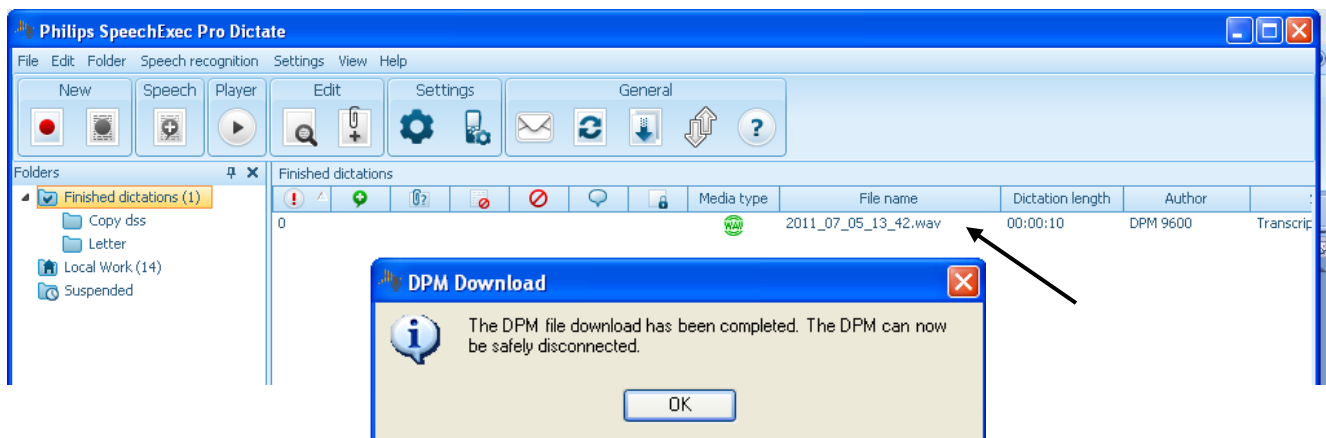 Philips SpeechExec Pro Dictate
File Edit Folder Speech recognition Settings View Help
New Speech Player Edit Settings General
Folders
Finished dictations
Finished dictations (1)
Media type File name Dictation length Author
Copy dss
0 WAV 2011_07_05_13_42.wav 00:00:10 DPM 9600 Transcrip
Letter
Local Work (14)
Suspended
DPM Download
The DPM file download has been completed. The DPM can now
be safely disconnected.
OK